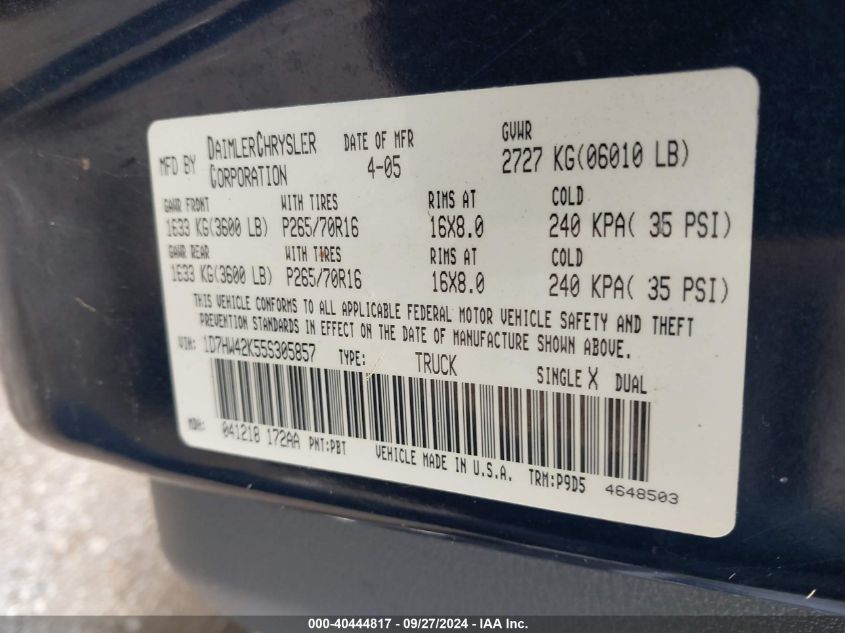 MFD BY DAIMLERCHRYSLER CORPORATION DATE OF MFR 4-05 GVWR 2727 KG(06010 LB)
GAWR FRONT WITH TIRES RIMS AT COLD
1633 KG(3600 LB) P265/70R16 16X8.0 240 KPA( 35 PSI)
GAWR REAR WITH TIRES RIMS AT COLD
1633 KG(3600 LB) P265/70R16 16X8.0 240 KPA( 35 PSI)
THIS VEHICLE CONFORMS TO ALL APPLICABLE FEDERAL MOTOR VEHICLE SAFETY AND THEFT
PREVENTION STANDARDS IN EFFECT ON THE DATE OF MANUFACTURE SHOWN ABOVE.
VIN: 1D7HW42K55S305857 TYPE: TRUCK SINGLE X DUAL
MDH: 041218 172AA PNT:PBT VEHICLE MADE IN U.S.A. TRM:P9D5 4648503
000-40444817 - 09/27/2024 - IAA Inc.